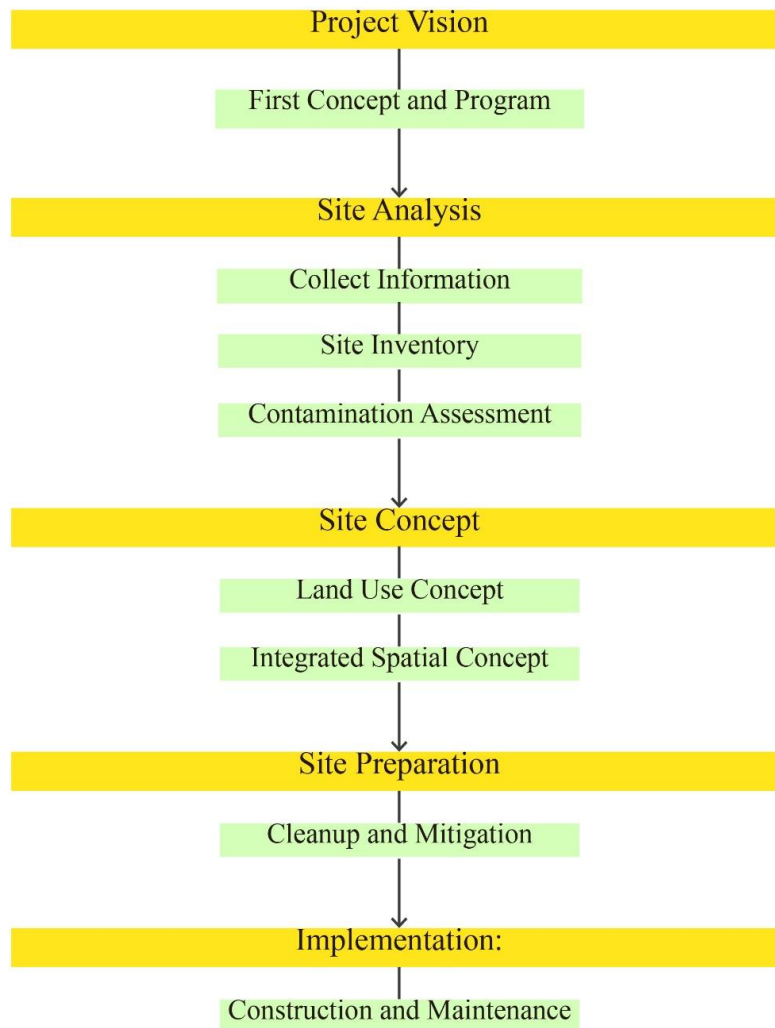 Project Vision
First Concept and Program
Site Analysis
Collect Information
Site Inventory
Contamination Assessment
Site Concept
Land Use Concept
Integrated Spatial Concept
Site Preparation
Cleanup and Mitigation
Implementation:
Construction and Maintenance